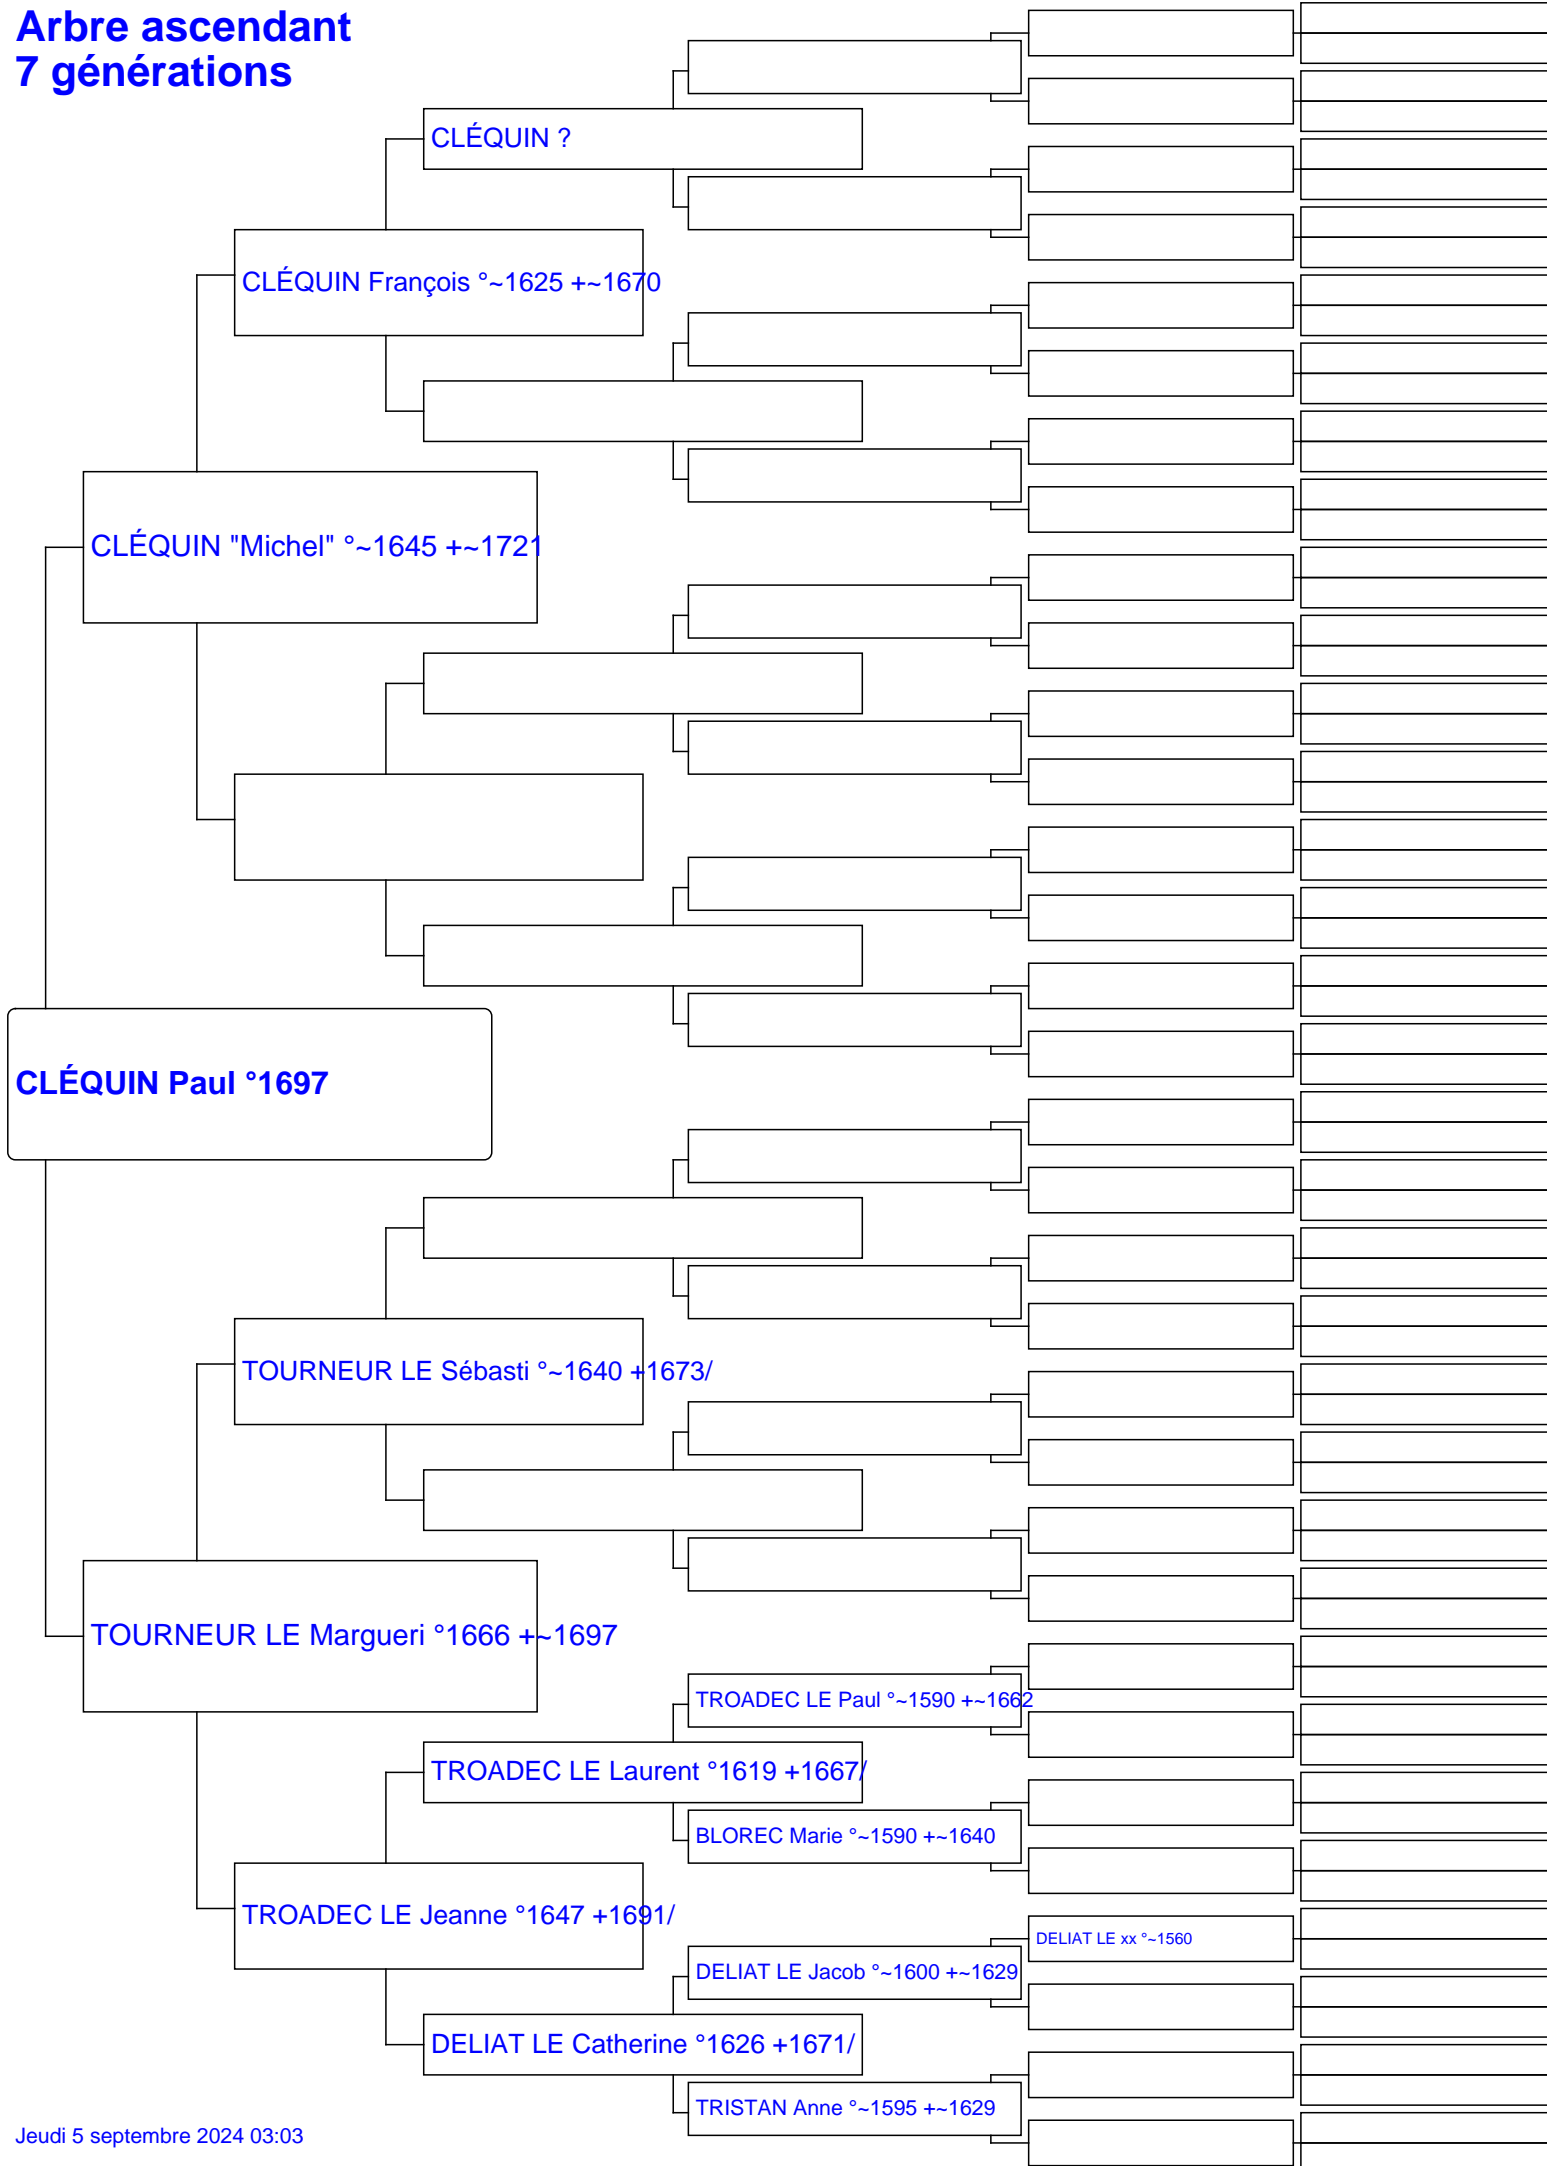 Arbre ascendant
7 générations
CLÉQUIN ?
CLÉQUIN François °~1625 +~1670
CLÉQUIN "Michel" °~1645 +~1721
CLÉQUIN Paul °1697
TOURNEUR LE Sébasti °~1640 +1673/
TOURNEUR LE Margueri °1666 +~1697
TROADEC LE Paul °~1590 +~1662
TROADEC LE Laurent °1619 +1667/
BLOREC Marie °~1590 +~1640
TROADEC LE Jeanne °1647 +1691/
DELIAT LE xx °~1560
DELIAT LE Jacob °~1600 +~1629
DELIAT LE Catherine °1626 +1671/
TRISTAN Anne °~1595 +~1629
Jeudi 5 septembre 2024 03:03